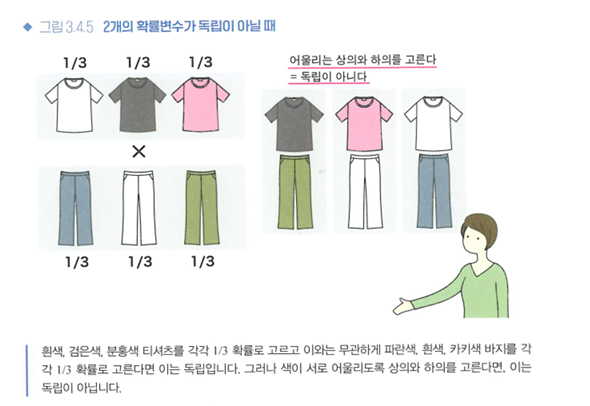 ◆ 그림 3.4.5 2개의 확률변수가 독립이 아닐 때
1/3 1/3 1/3
어울리는 상의와 하의를 고른다
= 독립이 아니다
×
1/3 1/3 1/3
흰색, 검은색, 분홍색 티셔츠를 각각 1/3 확률로 고르고 이와는 무관하게 파란색, 흰색, 카키색 바지를 각
각 1/3 확률로 고른다면 이는 독립입니다. 그러나 색이 서로 어울리도록 상의와 하의를 고른다면, 이는
독립이 아닙니다.